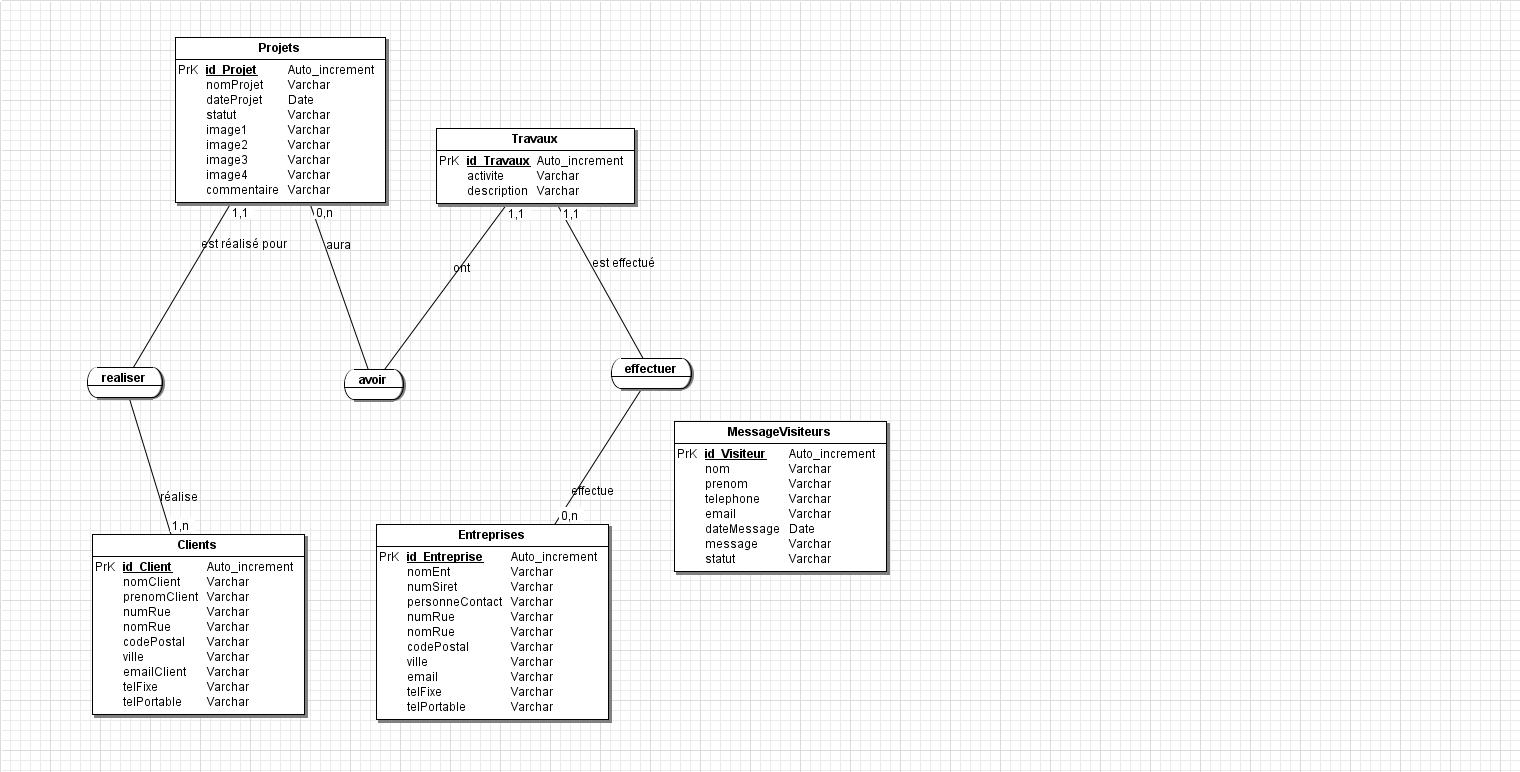 Projets
PrK id_Projet Auto_increment
nomProjet Varchar
dateProjet Date
statut Varchar
image1 Varchar
image2 Varchar
image3 Varchar
image4 Varchar
commentaire Varchar
Travaux
PrK id_Travaux Auto_increment
activite Varchar
description Varchar
1,1
0,n
1,1
1,1
est réalisé pour
aura
ont
est effectué
realiser
avoir
effectuer
MessageVisiteurs
PrK id_Visiteur Auto_increment
nom Varchar
prenom Varchar
telephone Varchar
email Varchar
dateMessage Date
message Varchar
statut Varchar
réalise
1,n
effectue
0,n
Clients
PrK id_Client Auto_increment
nomClient Varchar
prenomClient Varchar
numRue Varchar
nomRue Varchar
codePostal Varchar
ville Varchar
emailClient Varchar
telFixe Varchar
telPortable Varchar
Entreprises
PrK id_Entreprise Auto_increment
nomEnt Varchar
numSiret Varchar
personneContact Varchar
numRue Varchar
nomRue Varchar
codePostal Varchar
ville Varchar
email Varchar
telFixe Varchar
telPortable Varchar